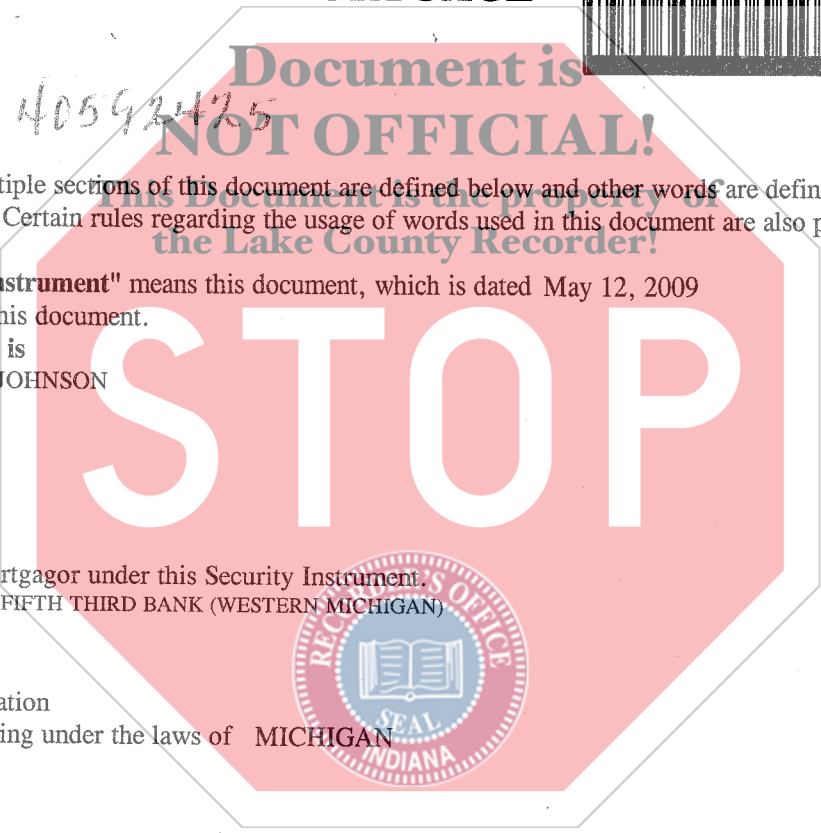 Document is
40592425
NOT OFFICIAL!
tiple sections of this document are defined below and other words are defin
This Document is the property of
Certain rules regarding the usage of words used in this document are also p
the Lake County Recorder!
nstrument" means this document, which is dated May 12, 2009
his document.
is
JOHNSON
STOP
rtgagor under this Security Instrument.
FIFTH THIRD BANK (WESTERN MICHIGAN)
RECORDER'S OFFICE
ation
SEAL
ing under the laws of MICHIGAN
INDIANA